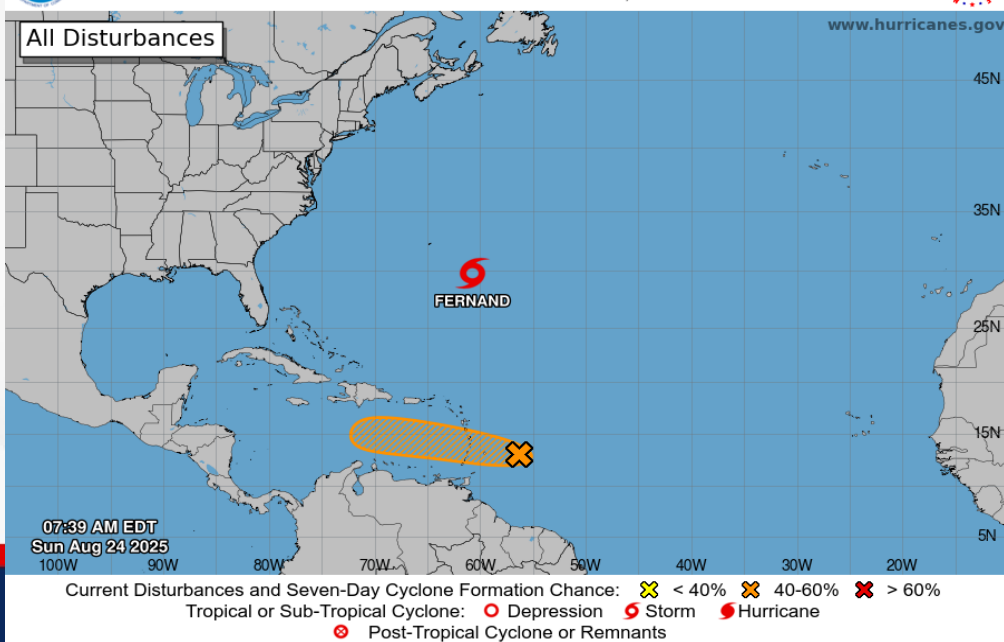 www.hurricanes.gov
All Disturbances
45N
35N
FERNAND
25N
15N
07:39 AM EDT
Sun Aug 24 2025
5N
100W 90W 80W 70W 60W 50W 40W 30W 20W
Current Disturbances and Seven-Day Cyclone Formation Chance: < 40% 40-60% > 60%
Tropical or Sub-Tropical Cyclone: Depression Storm Hurricane
Post-Tropical Cyclone or Remnants